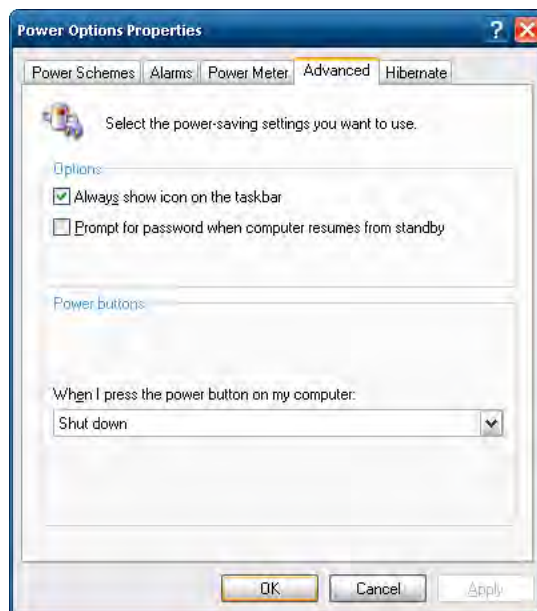 Power Options Properties
Power Schemes Alarms Power Meter Advanced Hibernate
Select the power-saving settings you want to use.
Options
Always show icon on the taskbar
Prompt for password when computer resumes from standby
Power buttons
When I press the power button on my computer:
Shut down
OK Cancel Apply